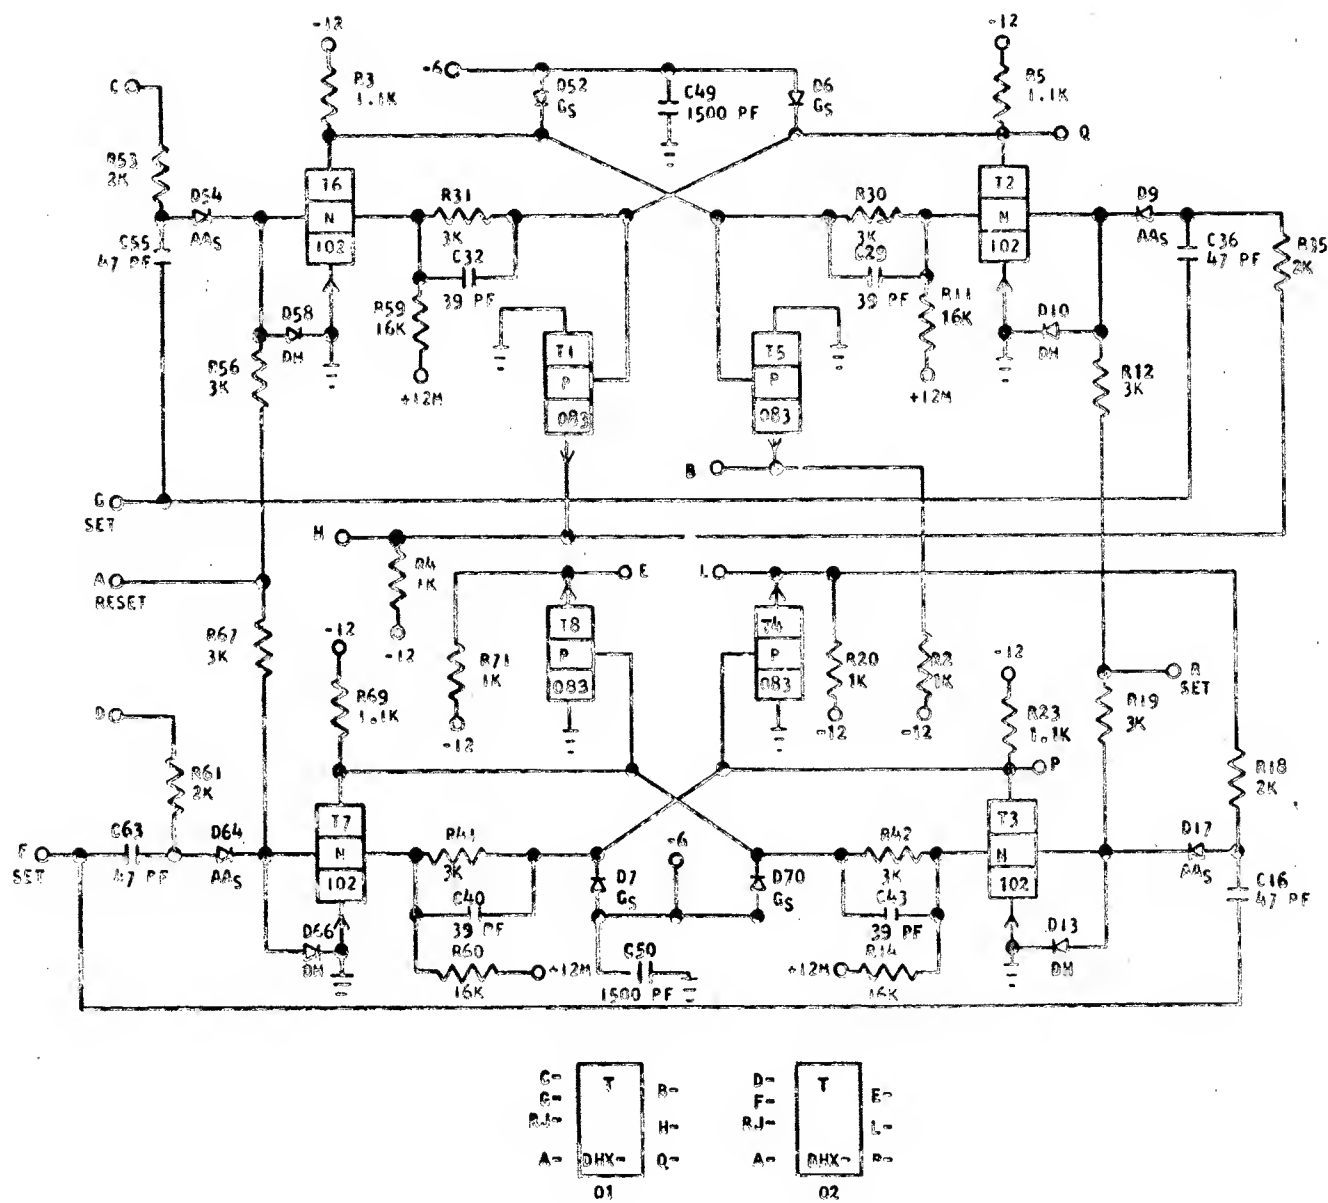 -12
R3
1.1K
-6
D52
GS
C49
1500 PF
D6
GS
-12
R5
1.1K
Q
C
R53
2K
D54
AAS
C55
47 PF
T6
N
102
R31
3K
C32
39 PF
R59
16K
+12M
D58
DH
R56
3K
T1
P
083
T5
P
083
R30
3K
C29
39 PF
R11
16K
+12M
T2
N
102
D10
DH
D9
AAS
C36
47 PF
R35
2K
R12
3K
B
G
SET
H
R4
1K
-12
A
RESET
E
L
R67
3K
-12
R69
1.1K
R71
1K
-12
T8
P
083
T4
P
083
R20
1K
-12
R2
1K
-12
-12
R23
1.1K
P
R19
3K
SET
R18
2K
R61
2K
F
SET
C63
47 PF
D64
AAS
T7
N
102
R41
3K
C40
39 PF
R60
16K
+12M
D66
DH
D7
GS
-6
D70
GS
C50
1500 PF
R42
3K
C43
39 PF
+12M
R14
16K
T3
N
102
D13
DH
D17
AAS
C16
47 PF
C-
G-
RJ-
A-
T
DHX-
B-
H-
Q-
01
D-
F-
RJ-
A-
T
DHX-
E-
L-
P-
02